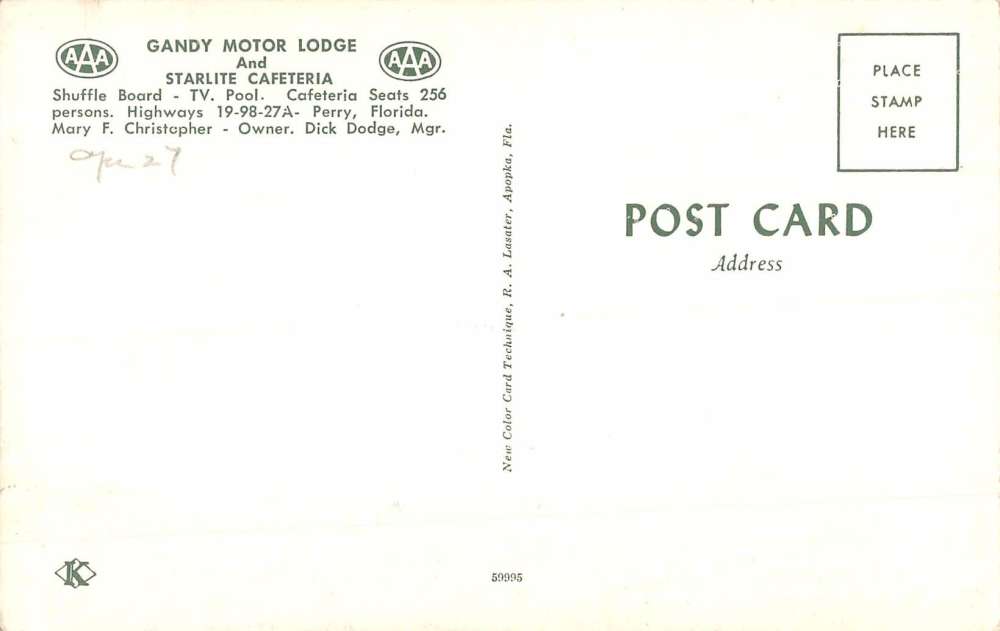 AAA
GANDY MOTOR LODGE
And
STARLITE CAFETERIA
AAA
Shuffle Board - TV. Pool. Cafeteria Seats 256
persons. Highways 19-98-27A- Perry, Florida.
Mary F. Christopher - Owner. Dick Dodge, Mgr.
27
New Color Card Technique, R. A. Lasater, Apopka, Fla.
PLACE
STAMP
HERE
POST CARD
Address
K
59995